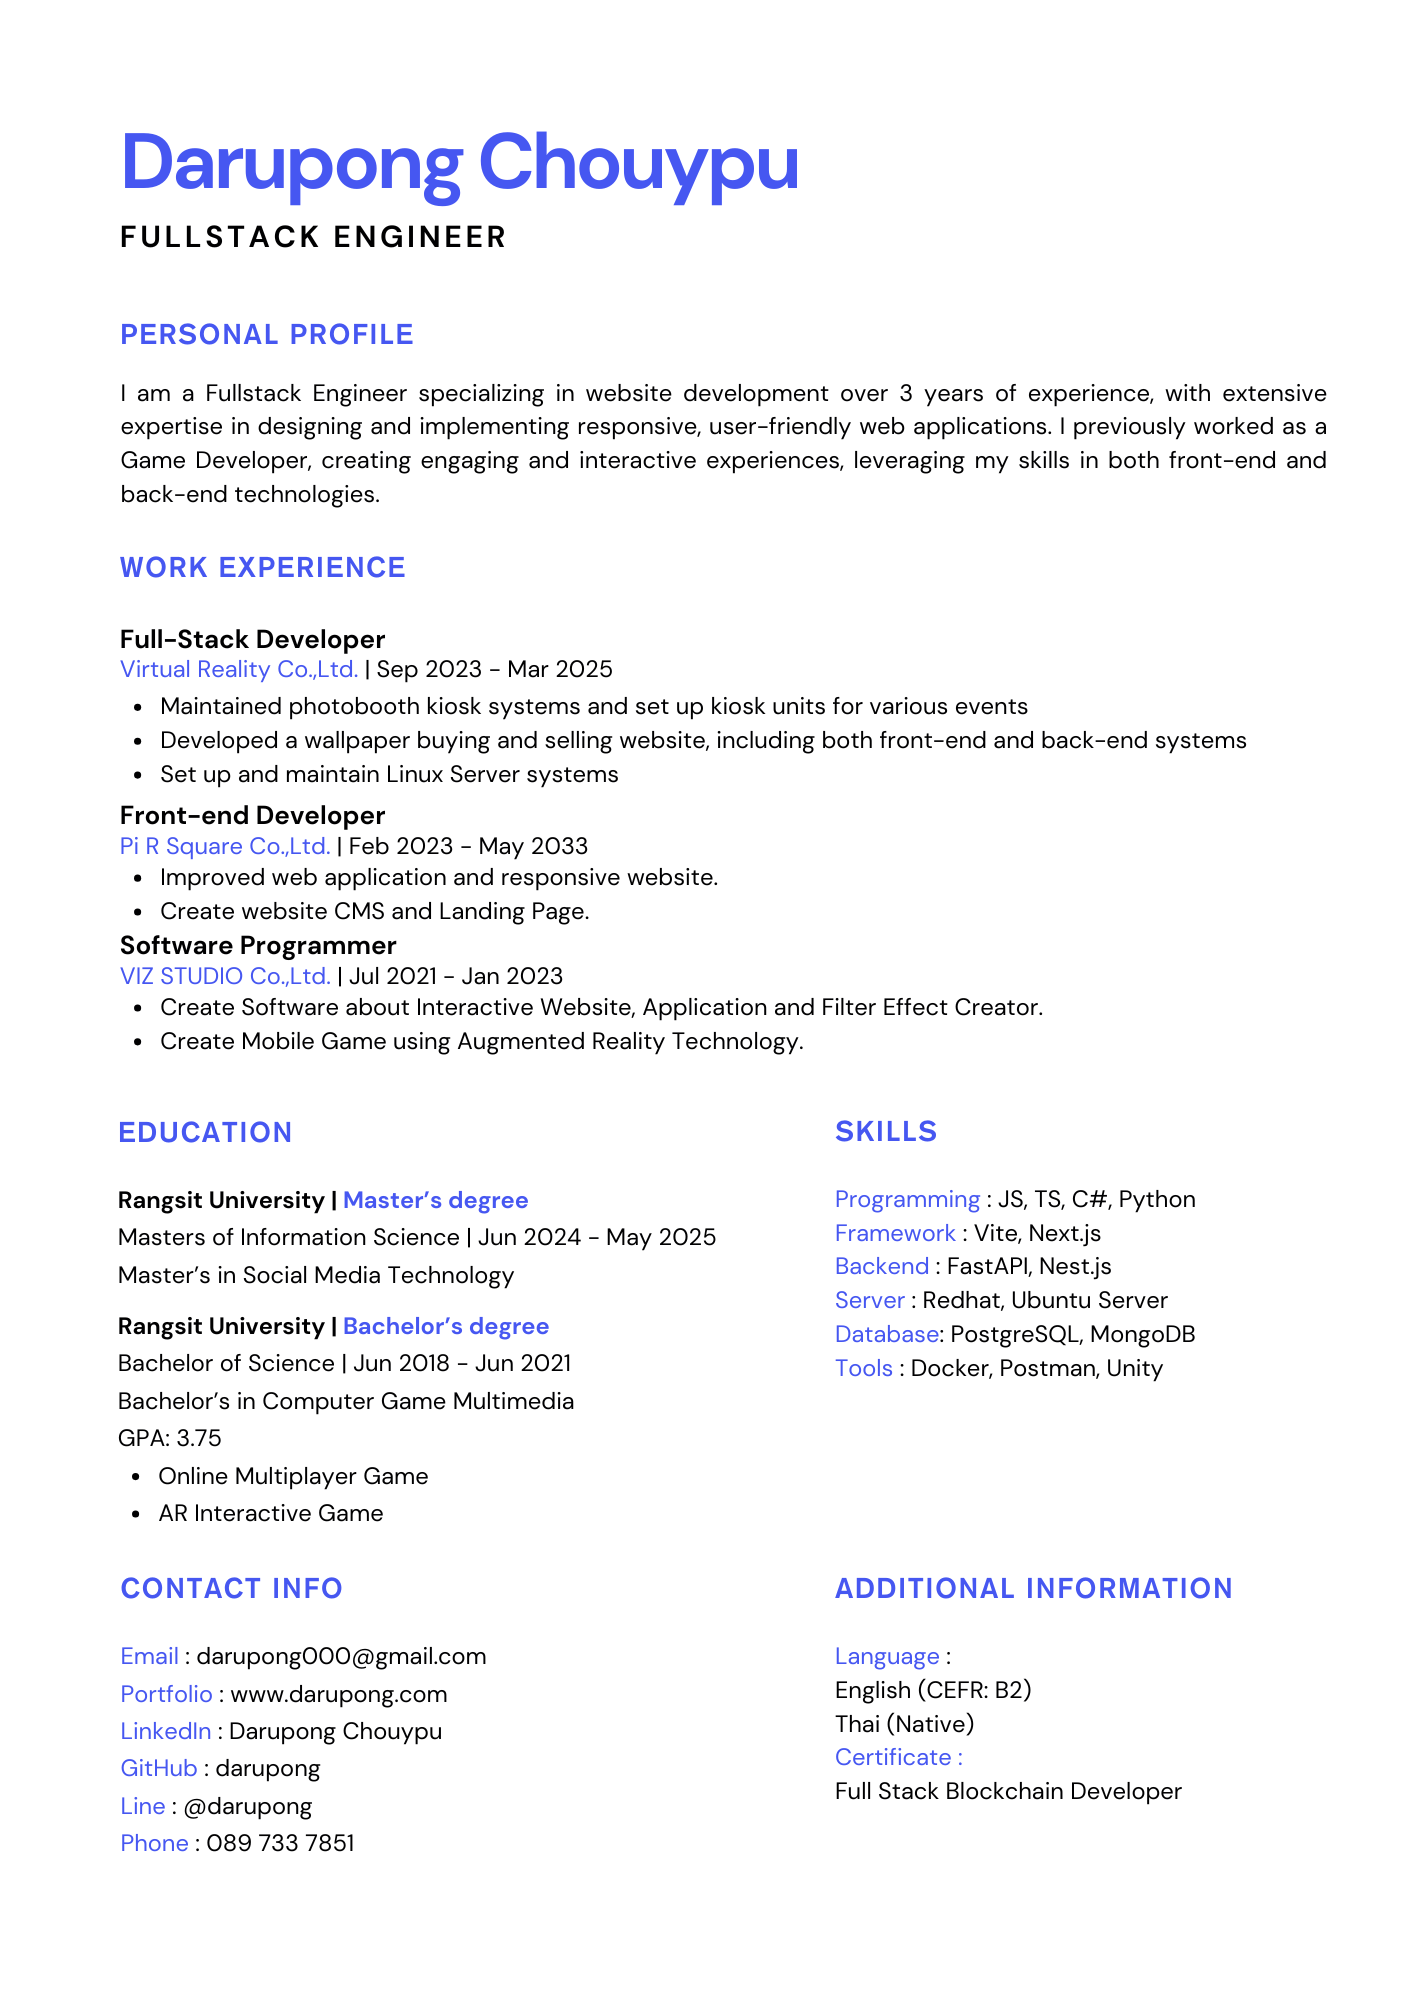 Darupong Chouypu
FULLSTACK ENGINEER
PERSONAL PROFILE
I am a Fullstack Engineer specializing in website development over 3 years of experience, with extensive
expertise in designing and implementing responsive, user-friendly web applications. I previously worked as a
Game Developer, creating engaging and interactive experiences, leveraging my skills in both front-end and
back-end technologies.
WORK EXPERIENCE
Full-Stack Developer
Virtual Reality Co.,Ltd. | Sep 2023 - Mar 2025
• Maintained photobooth kiosk systems and set up kiosk units for various events
• Developed a wallpaper buying and selling website, including both front-end and back-end systems
• Set up and maintain Linux Server systems
Front-end Developer
Pi R Square Co.,Ltd. | Feb 2023 - May 2033
• Improved web application and responsive website.
• Create website CMS and Landing Page.
Software Programmer
VIZ STUDIO Co.,Ltd. | Jul 2021 - Jan 2023
• Create Software about Interactive Website, Application and Filter Effect Creator.
• Create Mobile Game using Augmented Reality Technology.
EDUCATION
Rangsit University | Master’s degree
Masters of Information Science | Jun 2024 - May 2025
Master’s in Social Media Technology
Rangsit University | Bachelor’s degree
Bachelor of Science | Jun 2018 - Jun 2021
Bachelor’s in Computer Game Multimedia
GPA: 3.75
• Online Multiplayer Game
• AR Interactive Game
SKILLS
Programming : JS, TS, C#, Python
Framework : Vite, Next.js
Backend : FastAPI, Nest.js
Server : Redhat, Ubuntu Server
Database: PostgreSQL, MongoDB
Tools : Docker, Postman, Unity
CONTACT INFO
Email : darupong000@gmail.com
Portfolio : www.darupong.com
LinkedIn : Darupong Chouypu
GitHub : darupong
Line : @darupong
Phone : 089 733 7851
ADDITIONAL INFORMATION
Language :
English (CEFR: B2)
Thai (Native)
Certificate :
Full Stack Blockchain Developer